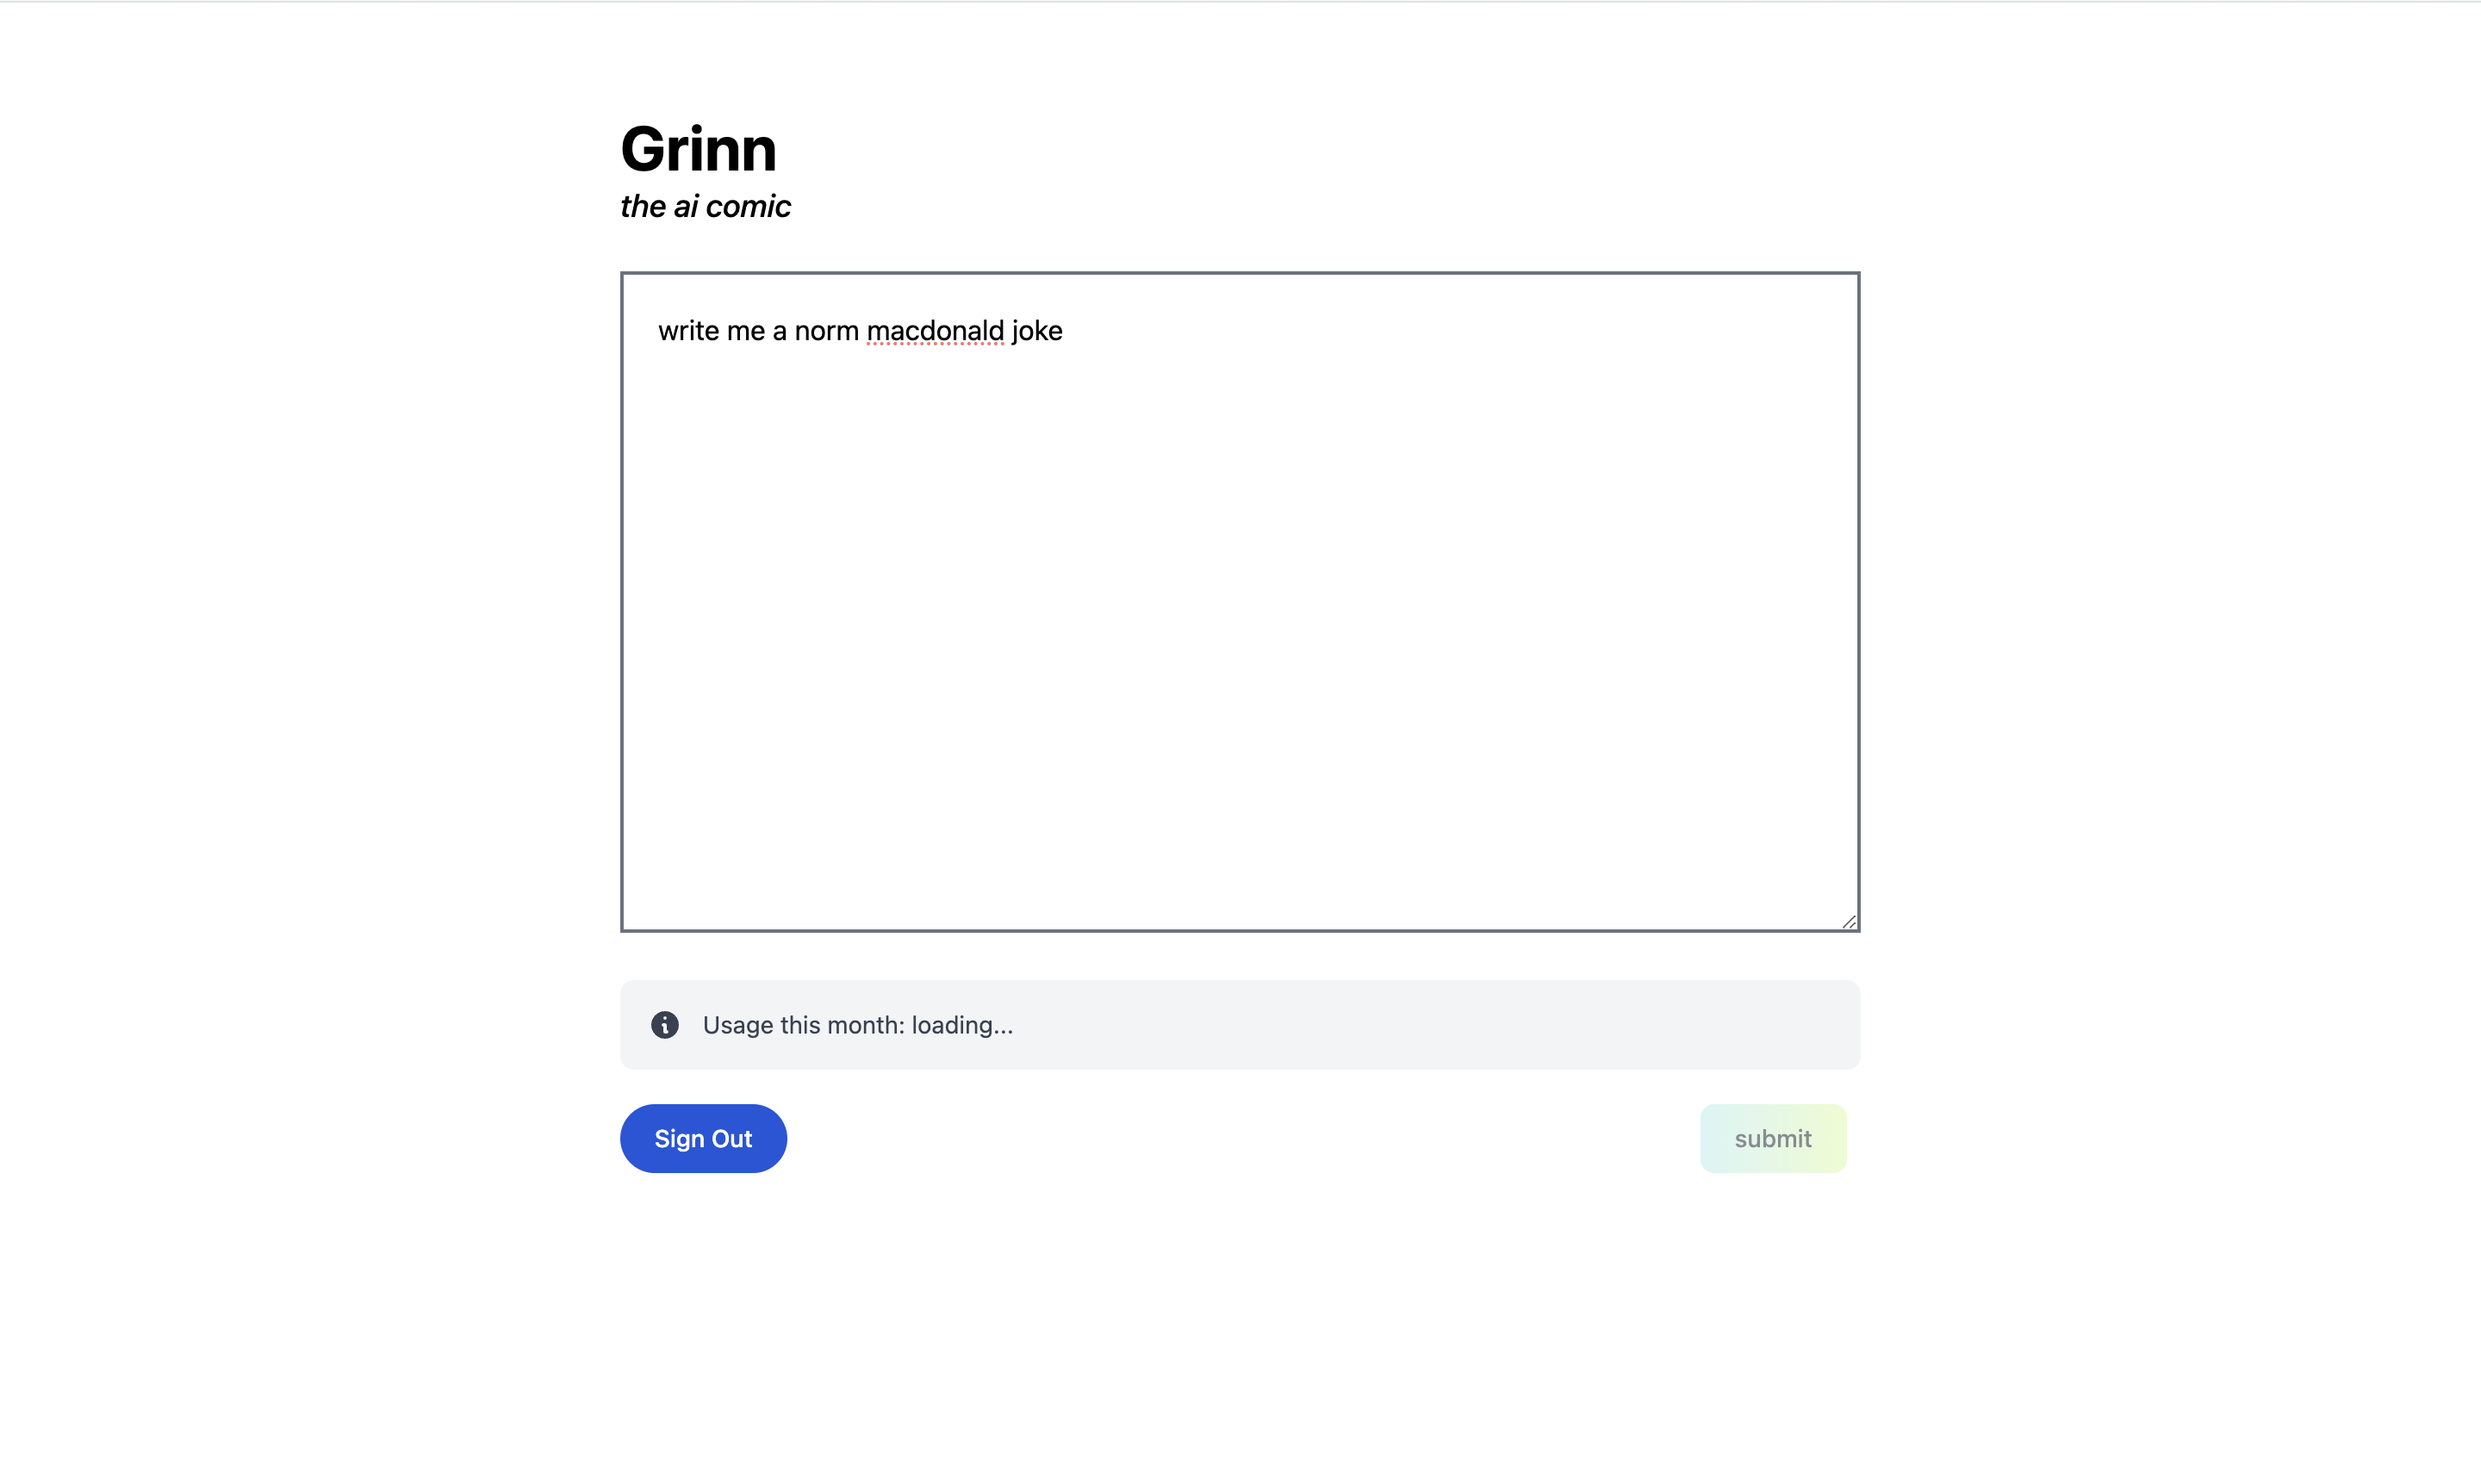 Grinn
the ai comic
write me a norm macdonald joke
Usage this month: loading...
Sign Out
submit